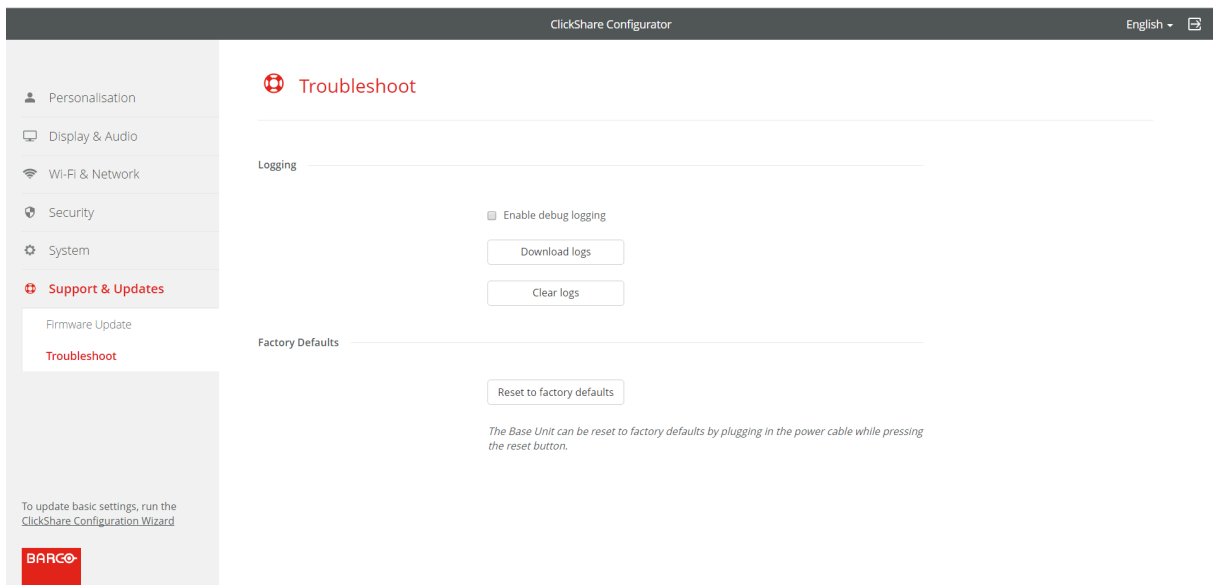 ClickShare Configurator
English
Personalisation
Display & Audio
Wi-Fi & Network
Security
System
Support & Updates
Firmware Update
Troubleshoot
To update basic settings, run the
ClickShare Configuration Wizard
BARCO
Troubleshoot
Logging
Enable debug logging
Download logs
Clear logs
Factory Defaults
Reset to factory defaults
The Base Unit can be reset to factory defaults by plugging in the power cable while pressing
the reset button.